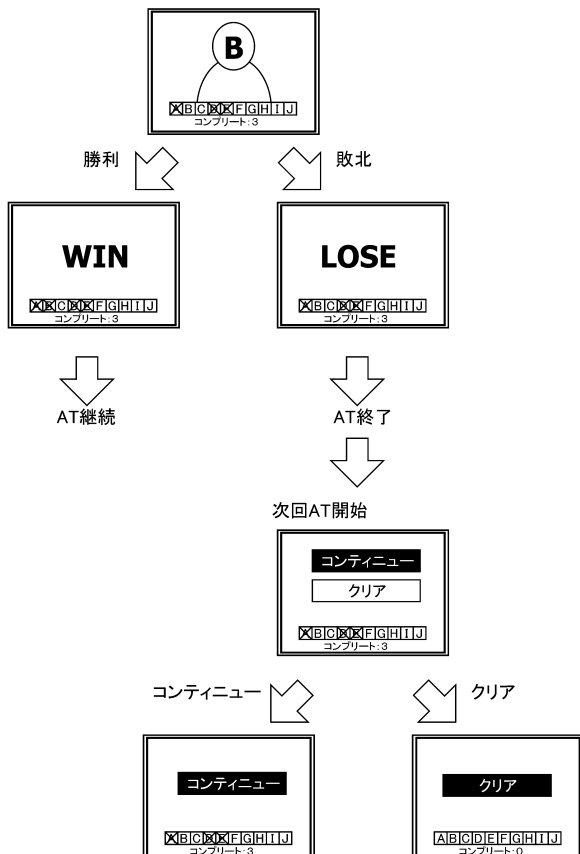 B
ABCDEFGHIJ
コンプリート:3
勝利
敗北
WIN
LOSE
ABCDEFGHIJ
コンプリート:3
ABCDEFGHIJ
コンプリート:3
AT継続
AT終了
次回AT開始
コンティニュー
クリア
ABCDEFGHIJ
コンプリート:3
コンティニュー
クリア
コンティニュー
クリア
ABCDEFGHIJ
コンプリート:3
ABCDEFGHIJ
コンプリート:0